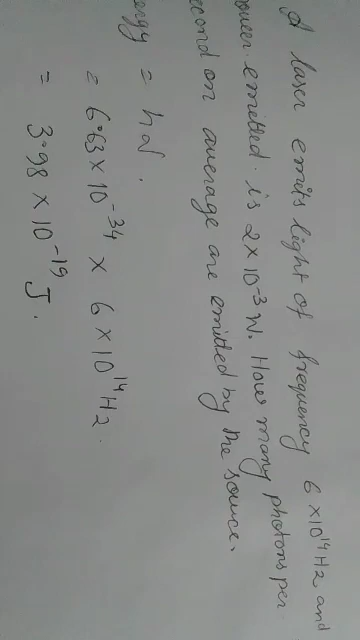 A laser emits light of frequency 6 × 10¹⁴ Hz and
ower emitted. is 2 × 10⁻³ W. How many photons per
econd on average are emitted by the source.
ergy = hν.
= 6.63 × 10⁻³⁴ × 6 × 10¹⁴ Hz.
= 3.98 × 10⁻¹⁹ J.